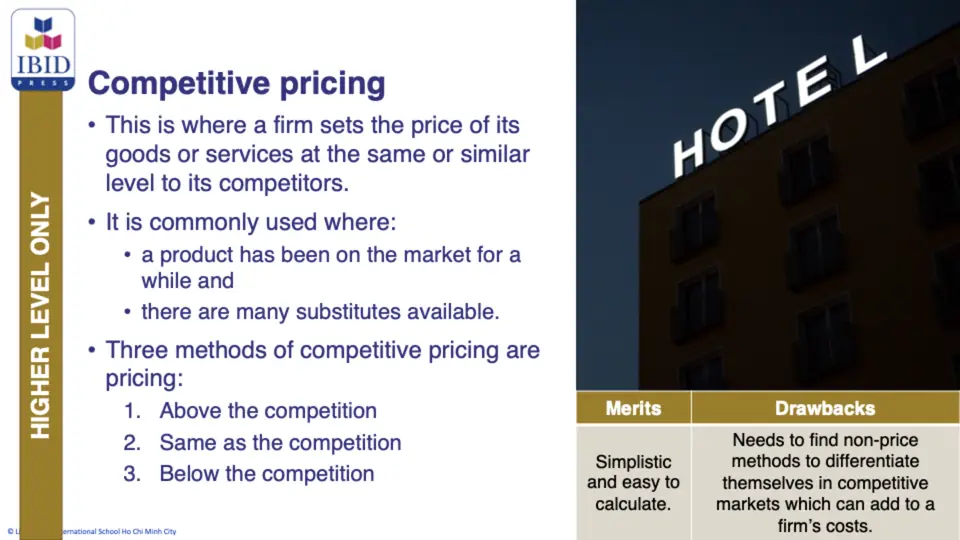 IBID
PRESS
HIGHER LEVEL ONLY
Competitive pricing
• This is where a firm sets the price of its
goods or services at the same or similar
level to its competitors.
• It is commonly used where:
• a product has been on the market for a
while and
• there are many substitutes available.
• Three methods of competitive pricing are
pricing:
1. Above the competition
2. Same as the competition
3. Below the competition
HOTEL
Merits
Drawbacks
Simplistic
and easy to
calculate.
Needs to find non-price
methods to differentiate
themselves in competitive
markets which can add to a
firm's costs.
© International School Ho Chi Minh City